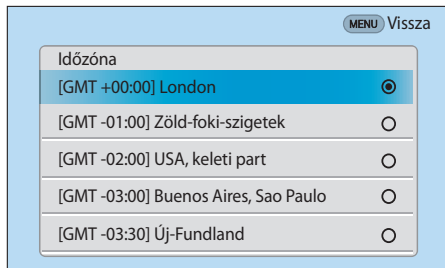 MENU Vissza
Időzóna
[GMT +00:00] London
[GMT -01:00] Zöld-foki-szigetek
[GMT -02:00] USA, keleti part
[GMT -03:00] Buenos Aires, Sao Paulo
[GMT -03:30] Új-Fundland